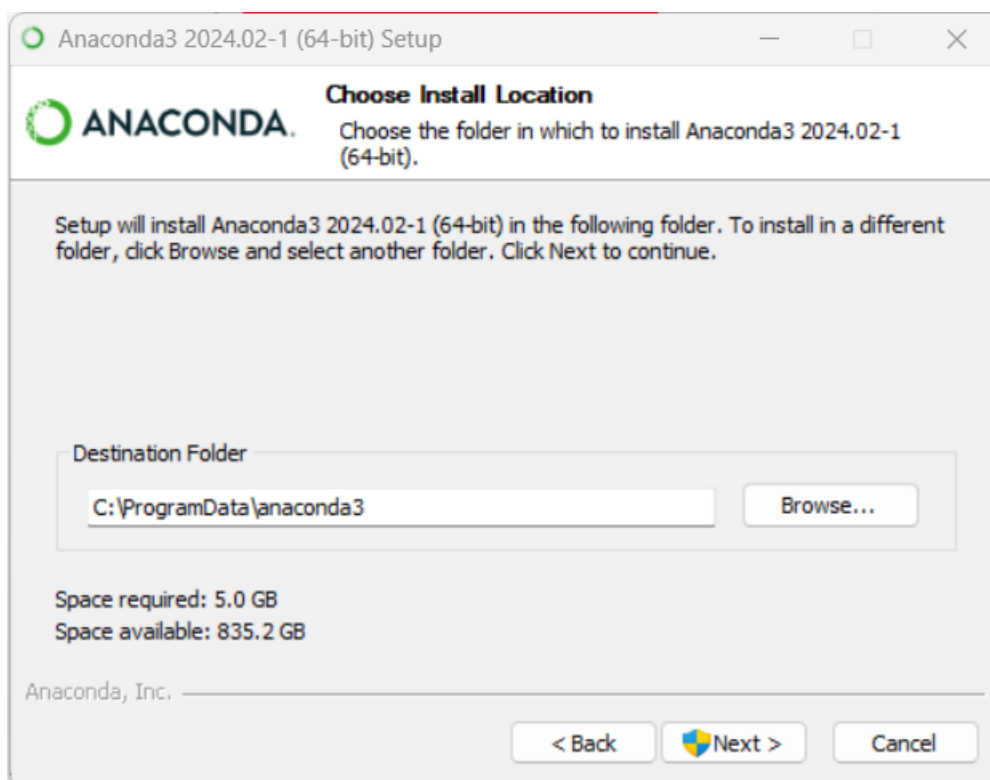 Anaconda3 2024.02-1 (64-bit) Setup
ANACONDA.
Choose Install Location
Choose the folder in which to install Anaconda3 2024.02-1
(64-bit).
Setup will install Anaconda3 2024.02-1 (64-bit) in the following folder. To install in a different
folder, click Browse and select another folder. Click Next to continue.
Destination Folder
C:\ProgramData\anaconda3
Browse...
Space required: 5.0 GB
Space available: 835.2 GB
Anaconda, Inc.
< Back Next > Cancel